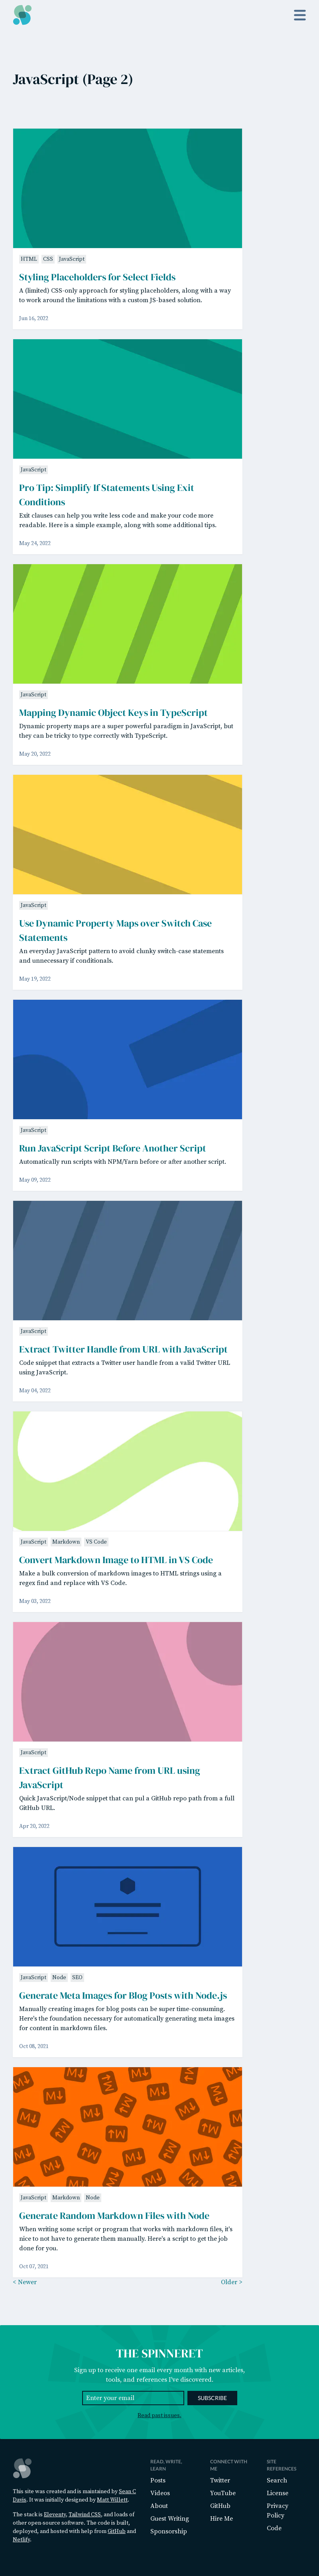 JavaScript (Page 2)
HTML CSS JavaScript
Styling Placeholders for Select Fields
A (limited) CSS-only approach for styling placeholders, along with a way
to work around the limitations with a custom JS-based solution.
Jun 16, 2022
JavaScript
Pro Tip: Simplify If Statements Using Exit
Conditions
Exit clauses can help you write less code and make your code more
readable. Here is a simple example, along with some additional tips.
May 24, 2022
JavaScript
Mapping Dynamic Object Keys in TypeScript
Dynamic property maps are a super powerful paradigm in JavaScript, but
they can be tricky to type correctly with TypeScript.
May 20, 2022
JavaScript
Use Dynamic Property Maps over Switch Case
Statements
An everyday JavaScript pattern to avoid clunky switch-case statements
and unnecessary if conditionals.
May 19, 2022
JavaScript
Run JavaScript Script Before Another Script
Automatically run scripts with NPM/Yarn before or after another script.
May 09, 2022
JavaScript
Extract Twitter Handle from URL with JavaScript
Code snippet that extracts a Twitter user handle from a valid Twitter URL
using JavaScript.
May 04, 2022
JavaScript Markdown VS Code
Convert Markdown Image to HTML in VS Code
Make a bulk conversion of markdown images to HTML strings using a
regex find and replace with VS Code.
May 03, 2022
JavaScript
Extract GitHub Repo Name from URL using
JavaScript
Quick JavaScript/Node snippet that can pul a GitHub repo path from a full
GitHub URL.
Apr 20, 2022
JavaScript Node SEO
Generate Meta Images for Blog Posts with Node.js
Manually creating images for blog posts can be super time-consuming.
Here's the foundation necessary for automatically generating meta images
for content in markdown files.
Oct 08, 2021
JavaScript Markdown Node
Generate Random Markdown Files with Node
When writing some script or program that works with markdown files, it's
nice to not have to generate them manually. Here's a script to get the job
done for you.
Oct 07, 2021
< Newer Older >
THE SPINNERET
Sign up to receive one email every month with new articles,
tools, and references I've discovered.
Enter your email SUBSCRIBE
Read past issues.
This site was created and is maintained by Sean C
Davis. It was initially designed by Matt Willett.
The stack is Eleventy, Tailwind CSS, and loads of
other open-source software. The code is built,
deployed, and hosted with help from GitHub and
Netlify.
READ, WRITE,
LEARN
Posts
Videos
About
Guest Writing
Sponsorship
CONNECT WITH
ME
Twitter
YouTube
GitHub
Hire Me
SITE
REFERENCES
Search
License
Privacy
Policy
Code